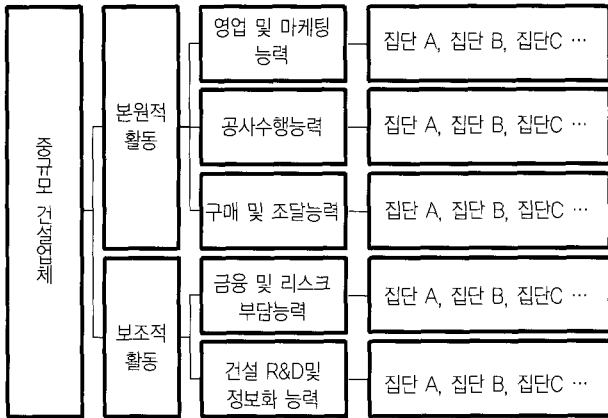 중규모 건설업체
본원적
활동
보조적
활동
영업 및 마케팅
능력
집단 A, 집단 B, 집단C …
공사수행능력
집단 A, 집단 B, 집단C …
구매 및 조달능력
집단 A, 집단 B, 집단C …
금융 및 리스크
부담능력
집단 A, 집단 B, 집단C …
건설 R&D및
정보화 능력
집단 A, 집단 B, 집단C …